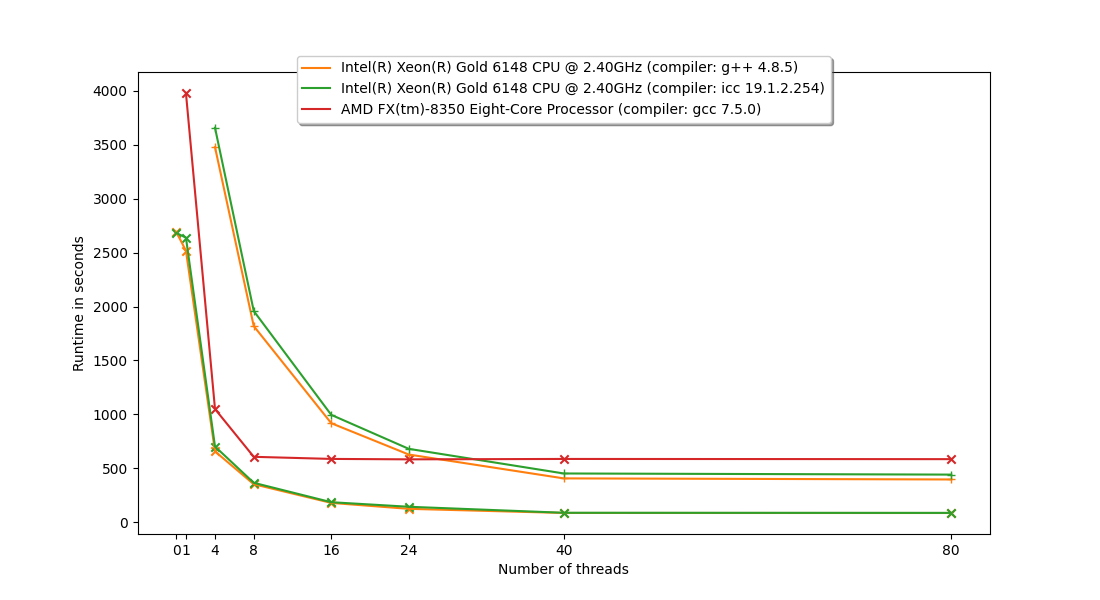 Intel(R) Xeon(R) Gold 6148 CPU @ 2.40GHz (compiler: g++ 4.8.5)
Intel(R) Xeon(R) Gold 6148 CPU @ 2.40GHz (compiler: icc 19.1.2.254)
AMD FX(tm)-8350 Eight-Core Processor (compiler: gcc 7.5.0)
4000
3500
3000
2500
2000
1500
1000
500
0
Runtime in seconds
0 1 4 8 16 24 40 80
Number of threads